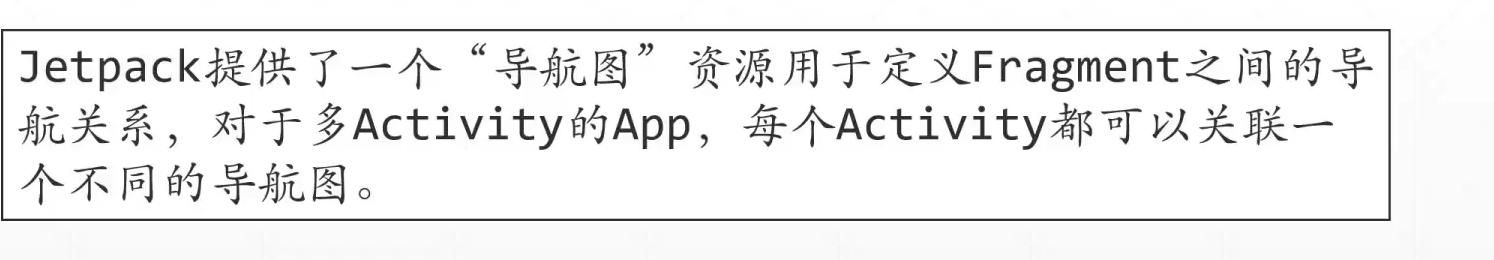 Jetpack提供了一个“导航图”资源用于定义Fragment之间的导
航关系，对于多Activity的App，每个Activity都可以关联一
个不同的导航图。